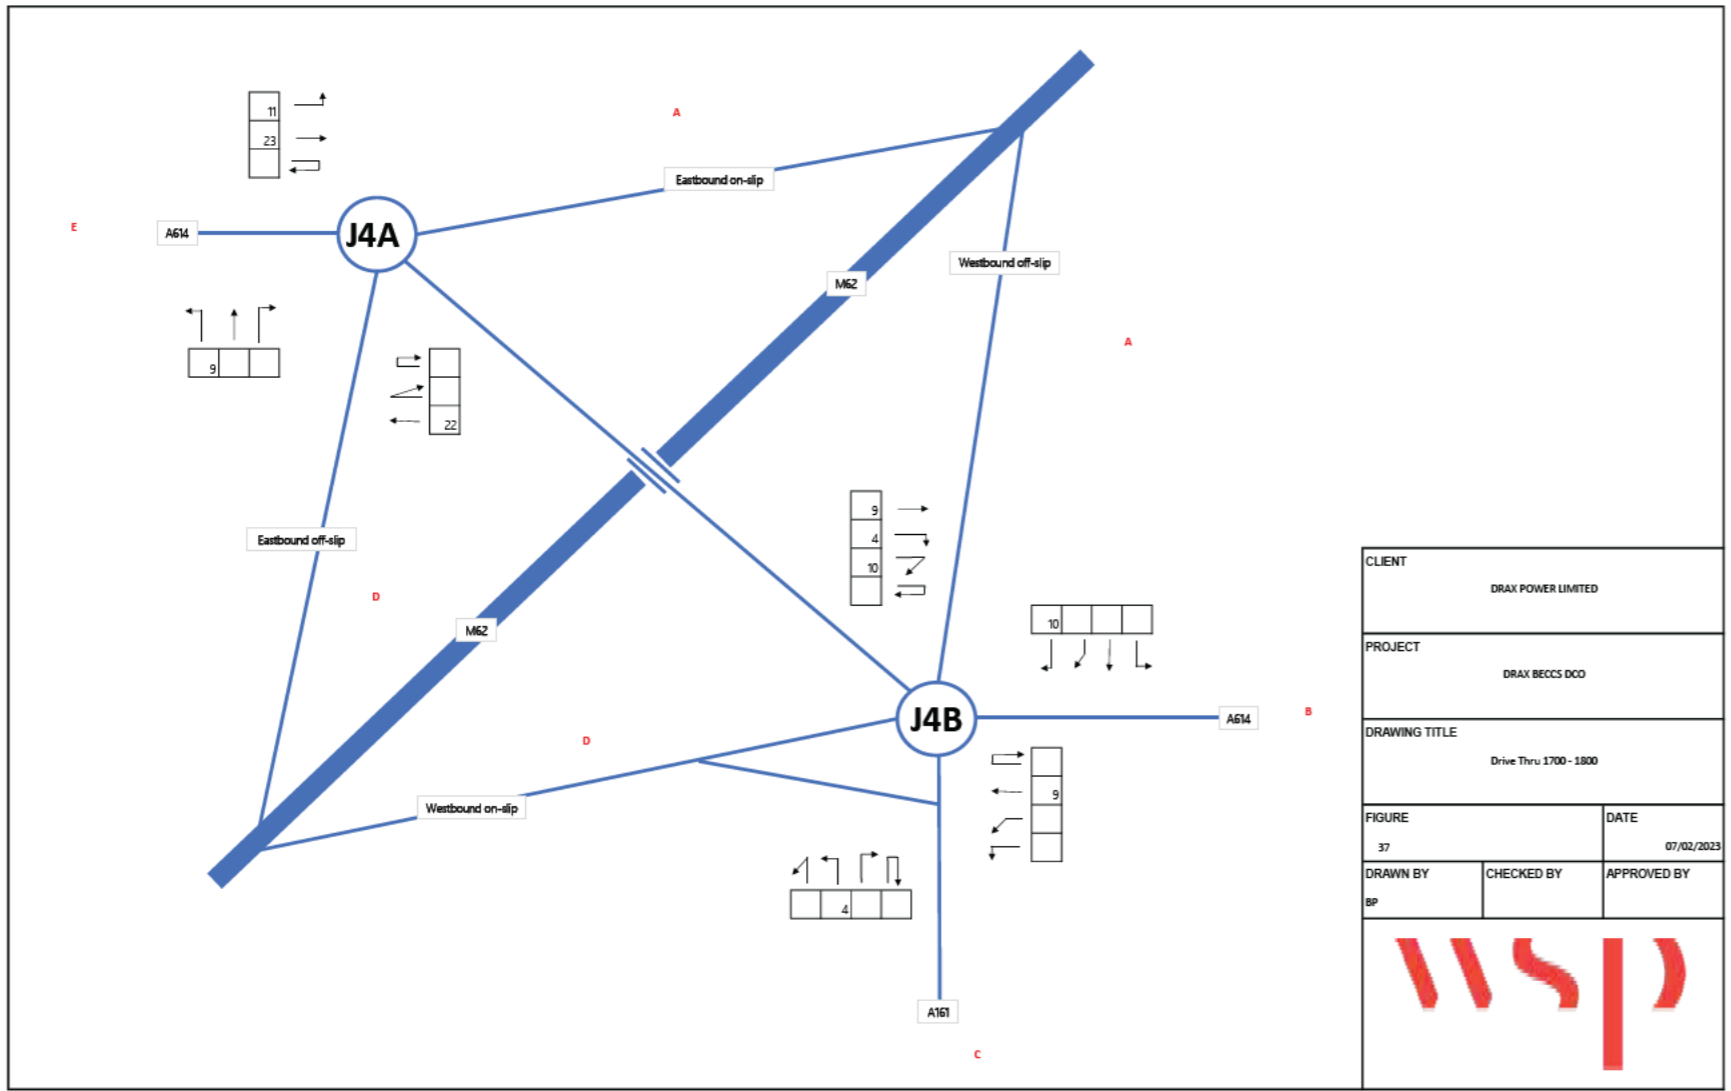 11
23
A
Eastbound on-slip
E
A614
J4A
Westbound off-slip
M62
A
9
22
9
4
10
Eastbound off-slip
D
M62
10
J4B
A614
B
D
9
Westbound on-slip
4
A161
C
CLIENT
DRAX POWER LIMITED
PROJECT
DRAX BECCS DCO
DRAWING TITLE
Drive Thru 1700 - 1800
FIGURE
37
DATE
07/02/2023
DRAWN BY
BP
CHECKED BY
APPROVED BY
wsp